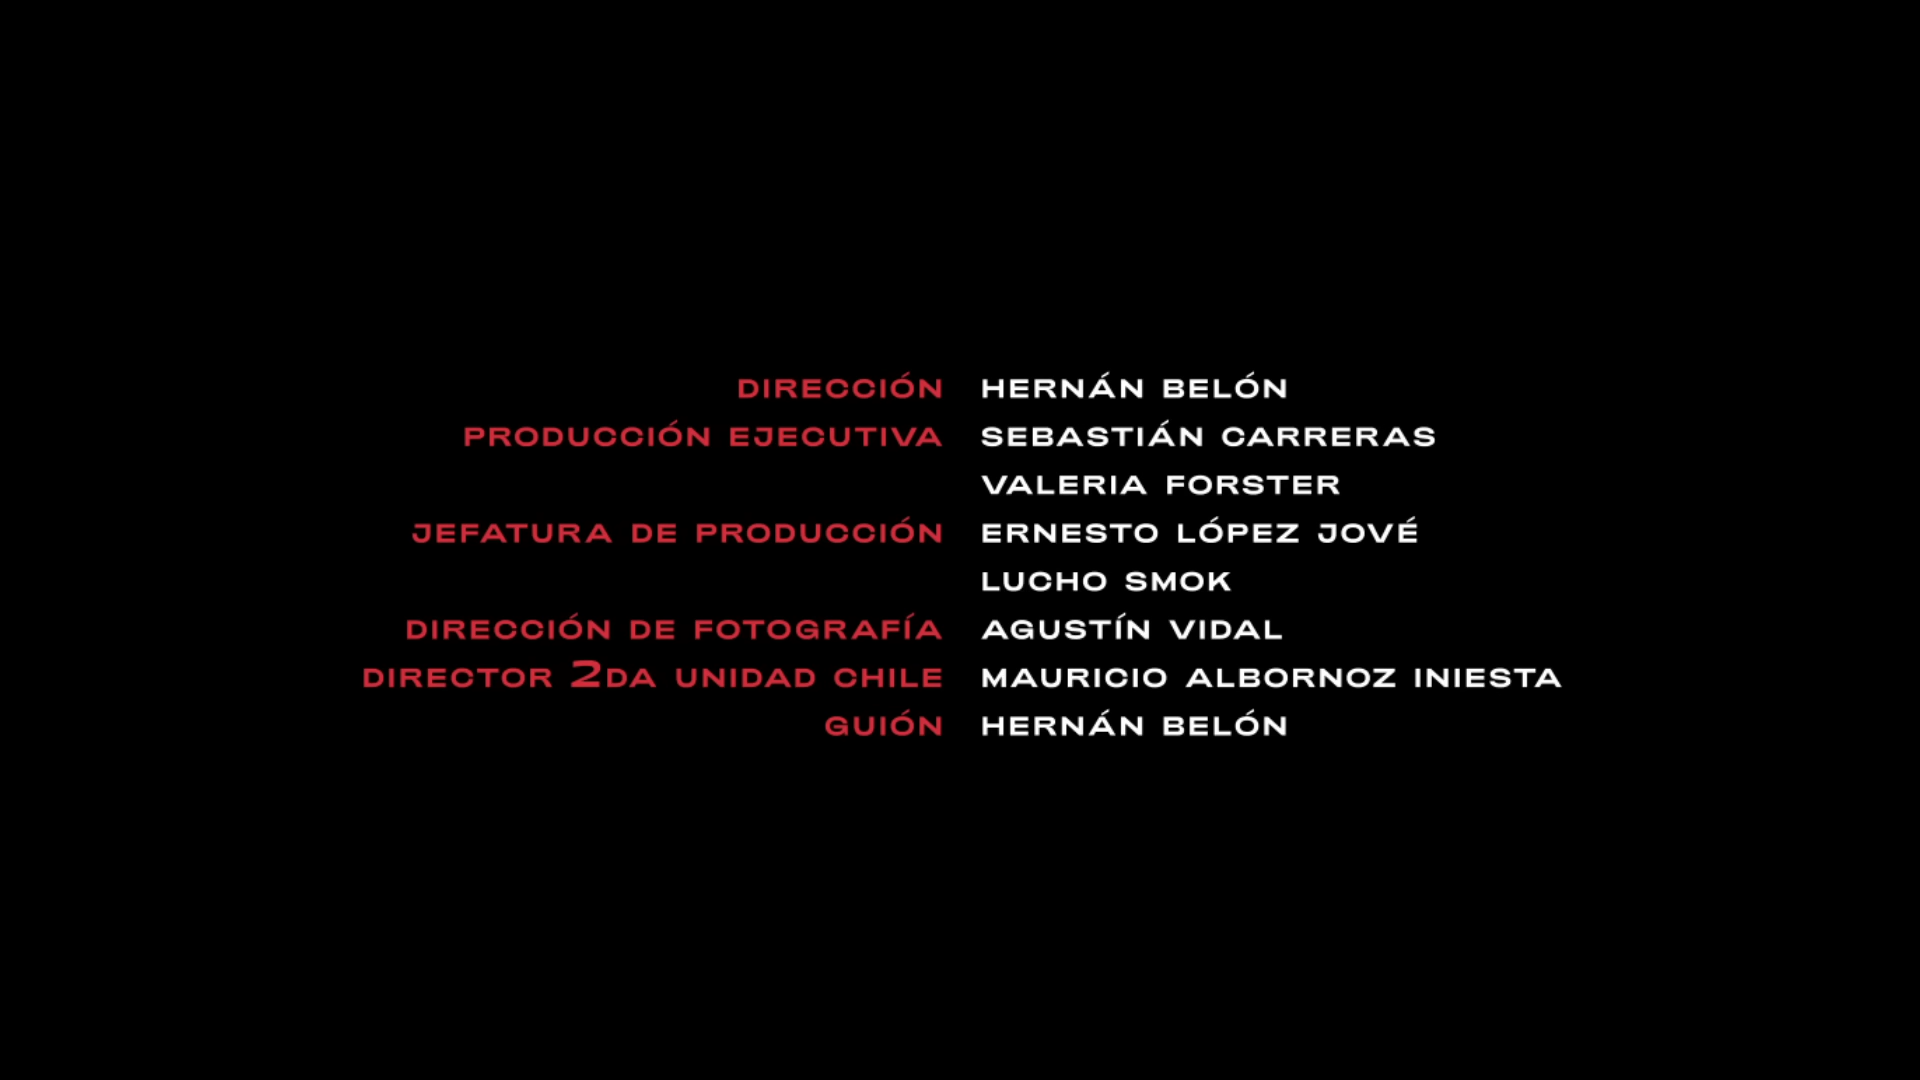 DIRECCIÓN HERNÁN BELÓN
PRODUCCIÓN EJECUTIVA SEBASTIÁN CARRERAS
VALERIA FORSTER
JEFATURA DE PRODUCCIÓN ERNESTO LÓPEZ JOVÉ
LUCHO SMOK
DIRECCIÓN DE FOTOGRAFÍA AGUSTÍN VIDAL
DIRECTOR 2DA UNIDAD CHILE MAURICIO ALBORNOZ INIESTA
GUIÓN HERNÁN BELÓN